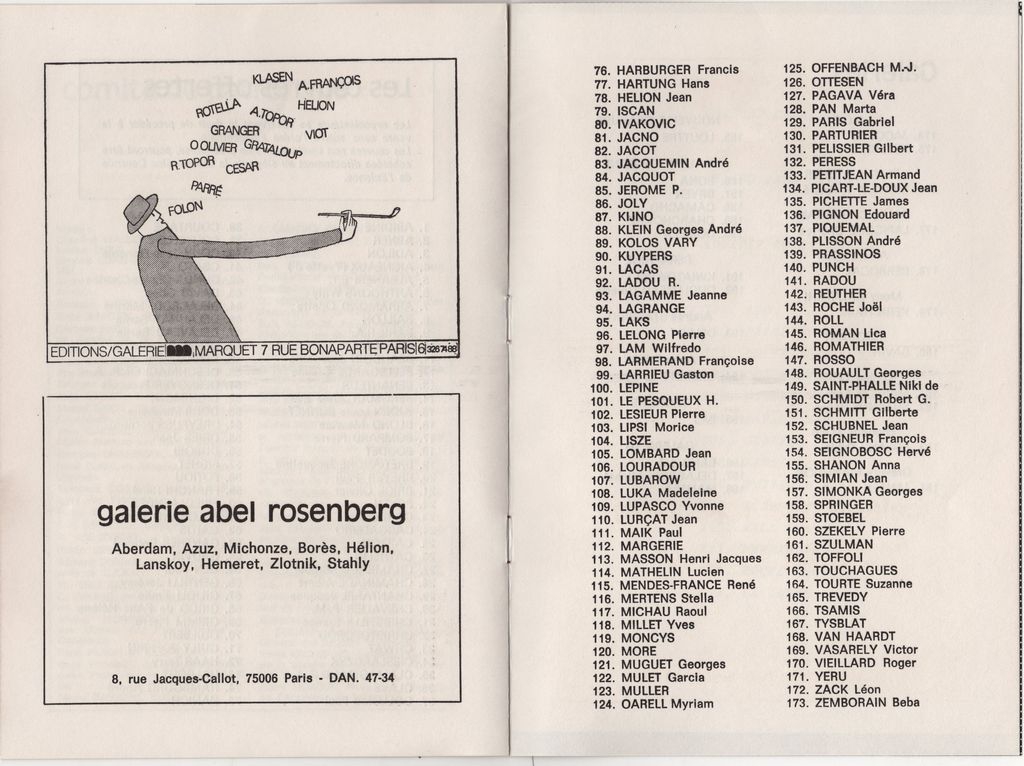 KLASEN
A.FRANÇOIS
ROTELLA
A.TOPOR
HELION
GRANGER
VIOT
O OLIVIER
GRATALOUP
R.TOPOR
CESAR
PARRÉ
FOLON
EDITIONS/GALERIE MARQUET 7 RUE BONAPARTE PARIS 6 326 74 88
galerie abel rosenberg
Aberdam, Azuz, Michonze, Borès, Hélion,
Lanskoy, Hemeret, Zlotnik, Stahly
8, rue Jacques-Callot, 75006 Paris - DAN. 47-34
76. HARBURGER Francis
77. HARTUNG Hans
78. HELION Jean
79. ISCAN
80. IVAKOVIC
81. JACNO
82. JACOT
83. JACQUEMIN André
84. JACQUOT
85. JEROME P.
86. JOLY
87. KIJNO
88. KLEIN Georges André
89. KOLOS VARY
90. KUYPERS
91. LACAS
92. LADOU R.
93. LAGAMME Jeanne
94. LAGRANGE
95. LAKS
96. LELONG Pierre
97. LAM Wilfredo
98. LARMERAND Françoise
99. LARRIEU Gaston
100. LEPINE
101. LE PESQUEUX H.
102. LESIEUR Pierre
103. LIPSI Morice
104. LISZE
105. LOMBARD Jean
106. LOURADOUR
107. LUBAROW
108. LUKA Madeleine
109. LUPASCO Yvonne
110. LURÇAT Jean
111. MAIK Paul
112. MARGERIE
113. MASSON Henri Jacques
114. MATHELIN Lucien
115. MENDES-FRANCE René
116. MERTENS Stella
117. MICHAU Raoul
118. MILLET Yves
119. MONCYS
120. MORE
121. MUGUET Georges
122. MULET Garcia
123. MULLER
124. OARELL Myriam
125. OFFENBACH M.-J.
126. OTTESEN
127. PAGAVA Véra
128. PAN Marta
129. PARIS Gabriel
130. PARTURIER
131. PELISSIER Gilbert
132. PERESS
133. PETITJEAN Armand
134. PICART-LE-DOUX Jean
135. PICHETTE James
136. PIGNON Edouard
137. PIQUEMAL
138. PLISSON André
139. PRASSINOS
140. PUNCH
141. RADOU
142. REUTHER
143. ROCHE Joël
144. ROLL
145. ROMAN Lica
146. ROMATHIER
147. ROSSO
148. ROUAULT Georges
149. SAINT-PHALLE Niki de
150. SCHMIDT Robert G.
151. SCHMITT Gilberte
152. SCHUBNEL Jean
153. SEIGNEUR François
154. SEIGNOBOSC Hervé
155. SHANON Anna
156. SIMIAN Jean
157. SIMONKA Georges
158. SPRINGER
159. STOEBEL
160. SZEKELY Pierre
161. SZULMAN
162. TOFFOLI
163. TOUCHAGUES
164. TOURTE Suzanne
165. TREVEDY
166. TSAMIS
167. TYSBLAT
168. VAN HAARDT
169. VASARELY Victor
170. VIEILLARD Roger
171. YERU
172. ZACK Léon
173. ZEMBORAIN Beba